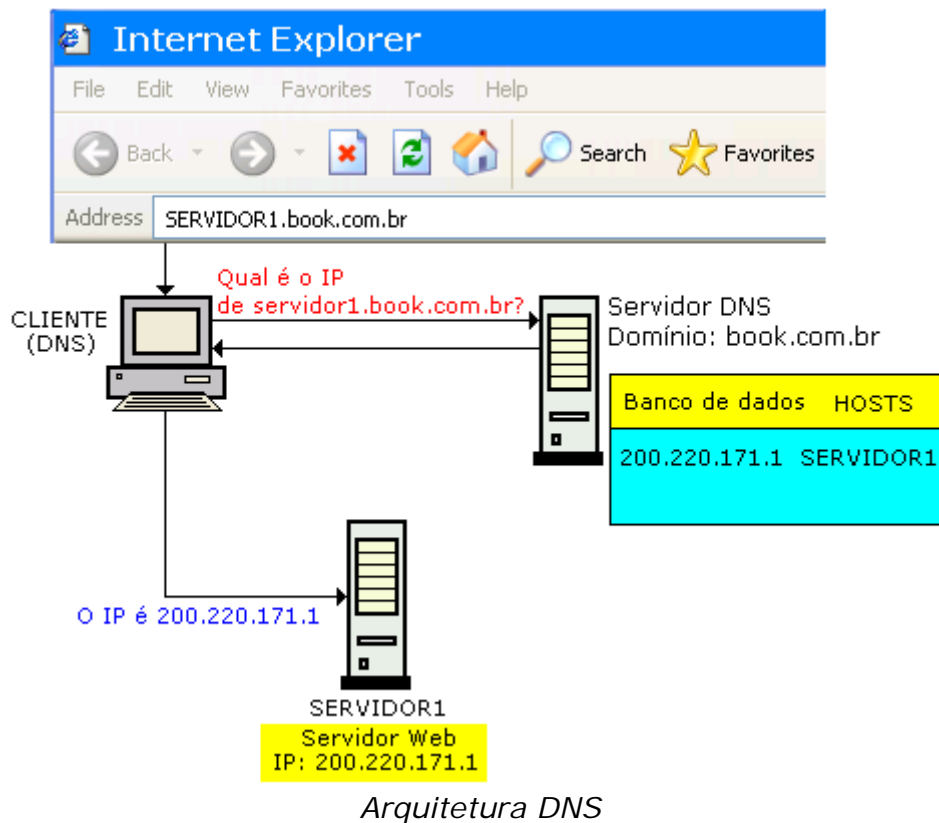 Internet Explorer
File Edit View Favorites Tools Help
Back Search Favorites
Address SERVIDOR1.book.com.br
Qual é o IP
de servidor1.book.com.br?
CLIENTE
(DNS)
Servidor DNS
Domínio: book.com.br
Banco de dados HOSTS
200.220.171.1 SERVIDOR1
O IP é 200.220.171.1
SERVIDOR1
Servidor Web
IP: 200.220.171.1
Arquitetura DNS